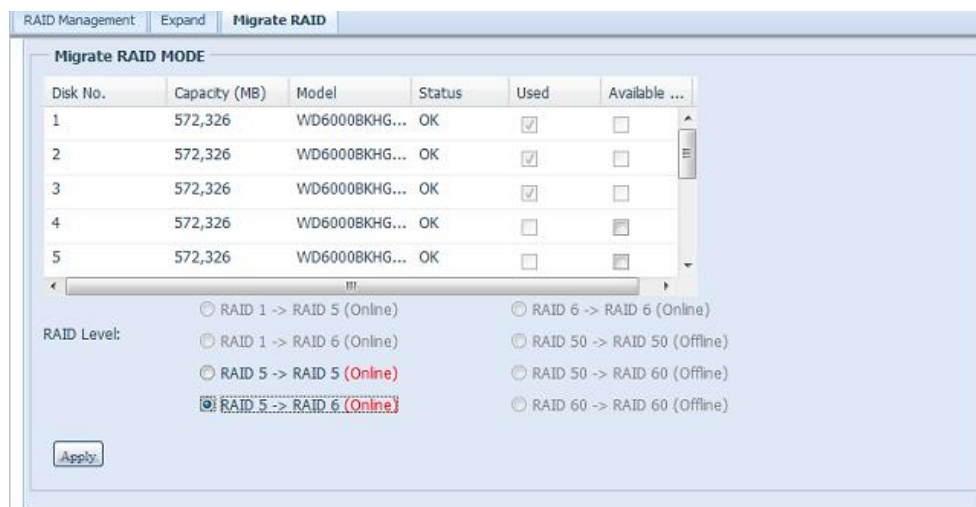 RAID Management Expand Migrate RAID
Migrate RAID MODE
Disk No. Capacity (MB) Model Status Used Available ...
1 572,326 WD6000BKHG... OK
2 572,326 WD6000BKHG... OK
3 572,326 WD6000BKHG... OK
4 572,326 WD6000BKHG... OK
5 572,326 WD6000BKHG... OK
RAID Level:
RAID 1 -> RAID 5 (Online) RAID 6 -> RAID 6 (Online)
RAID 1 -> RAID 6 (Online) RAID 50 -> RAID 50 (Offline)
RAID 5 -> RAID 5 (Online) RAID 50 -> RAID 60 (Offline)
RAID 5 -> RAID 6 (Online) RAID 60 -> RAID 60 (Offline)
Apply